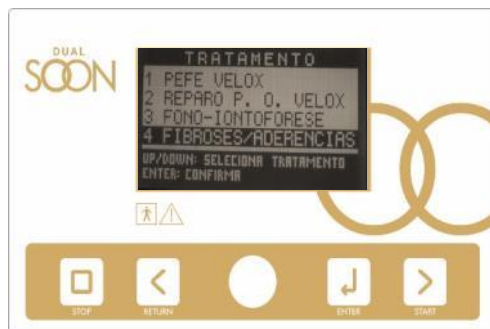 DUAL
SOON
TRATAMENTO
1 PEFE VELOX
2 REPARO P. O. VELOX
3 FONO-IONTOFORESE
4 FIBROSES/ADERENCIAS
UP/DOWN: SELECIONA TRATAMENTO
ENTER: CONFIRMA
STOP
RETURN
ENTER
START